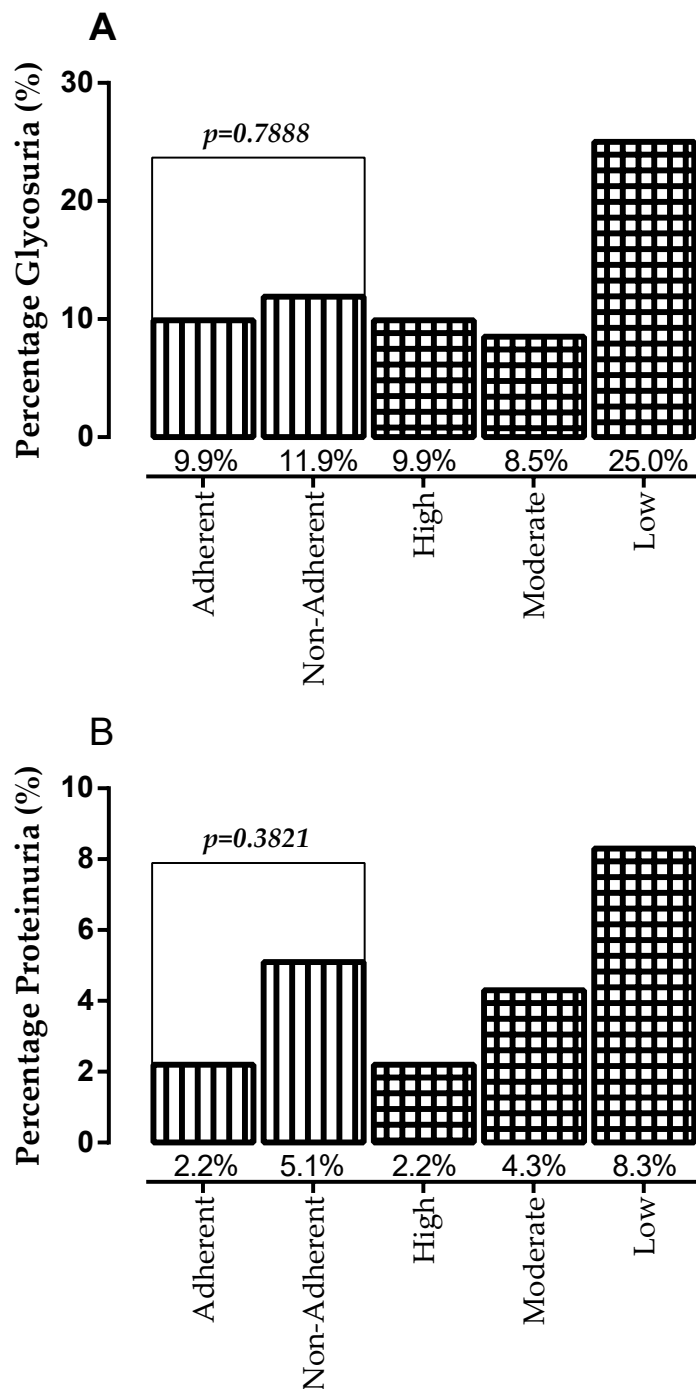 A
Percentage Glycosuria (%)
30
20
10
0
p=0.7888
9.9% 11.9% 9.9% 8.5% 25.0%
Adherent
Non-Adherent
High
Moderate
Low
B
Percentage Proteinuria (%)
10
8
6
4
2
0
p=0.3821
2.2% 5.1% 2.2% 4.3% 8.3%
Adherent
Non-Adherent
High
Moderate
Low